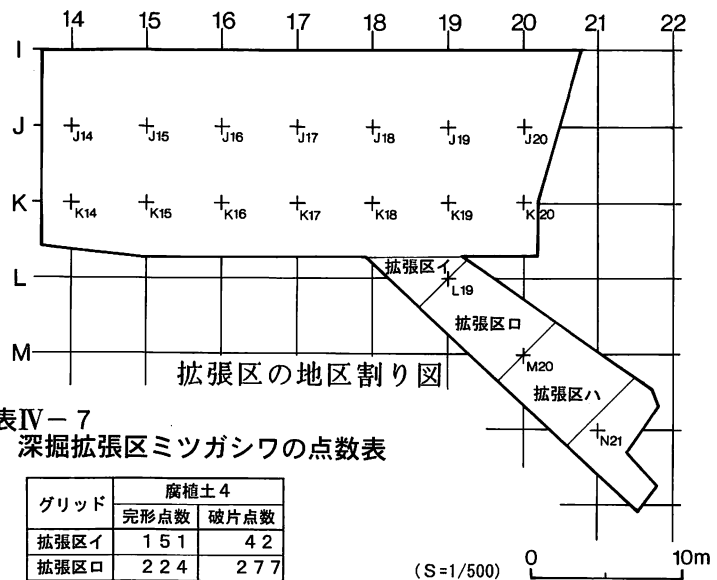 14 15 16 17 18 19 20 21 22
I
J
J14 J15 J16 J17 J18 J19 J20
K
K14 K15 K16 K17 K18 K19 K20
拡張区イ
L
L19
拡張区ロ
M
M20
拡張区の地区割り図
拡張区ハ
N21
表Ⅳ-7
深掘拡張区ミツガシワの点数表
グリッド 腐植土4
完形点数 破片点数
拡張区イ 151 42
拡張区ロ 224 277
(S=1/500)
0 10m